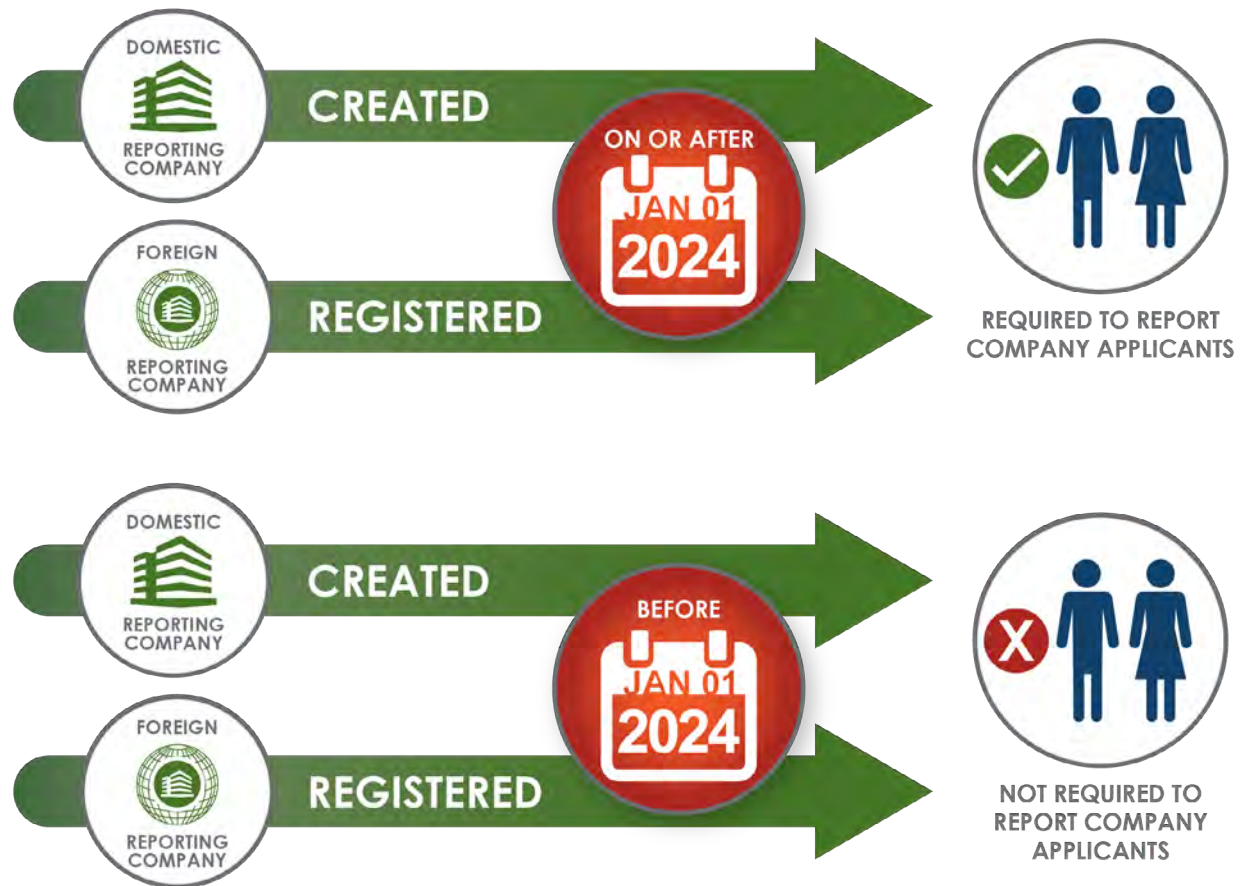 DOMESTIC
REPORTING
COMPANY
CREATED
FOREIGN
REPORTING
COMPANY
REGISTERED
ON OR AFTER
JAN 01
2024
REQUIRED TO REPORT
COMPANY APPLICANTS
DOMESTIC
REPORTING
COMPANY
CREATED
FOREIGN
REPORTING
COMPANY
REGISTERED
BEFORE
JAN 01
2024
X
NOT REQUIRED TO
REPORT COMPANY
APPLICANTS